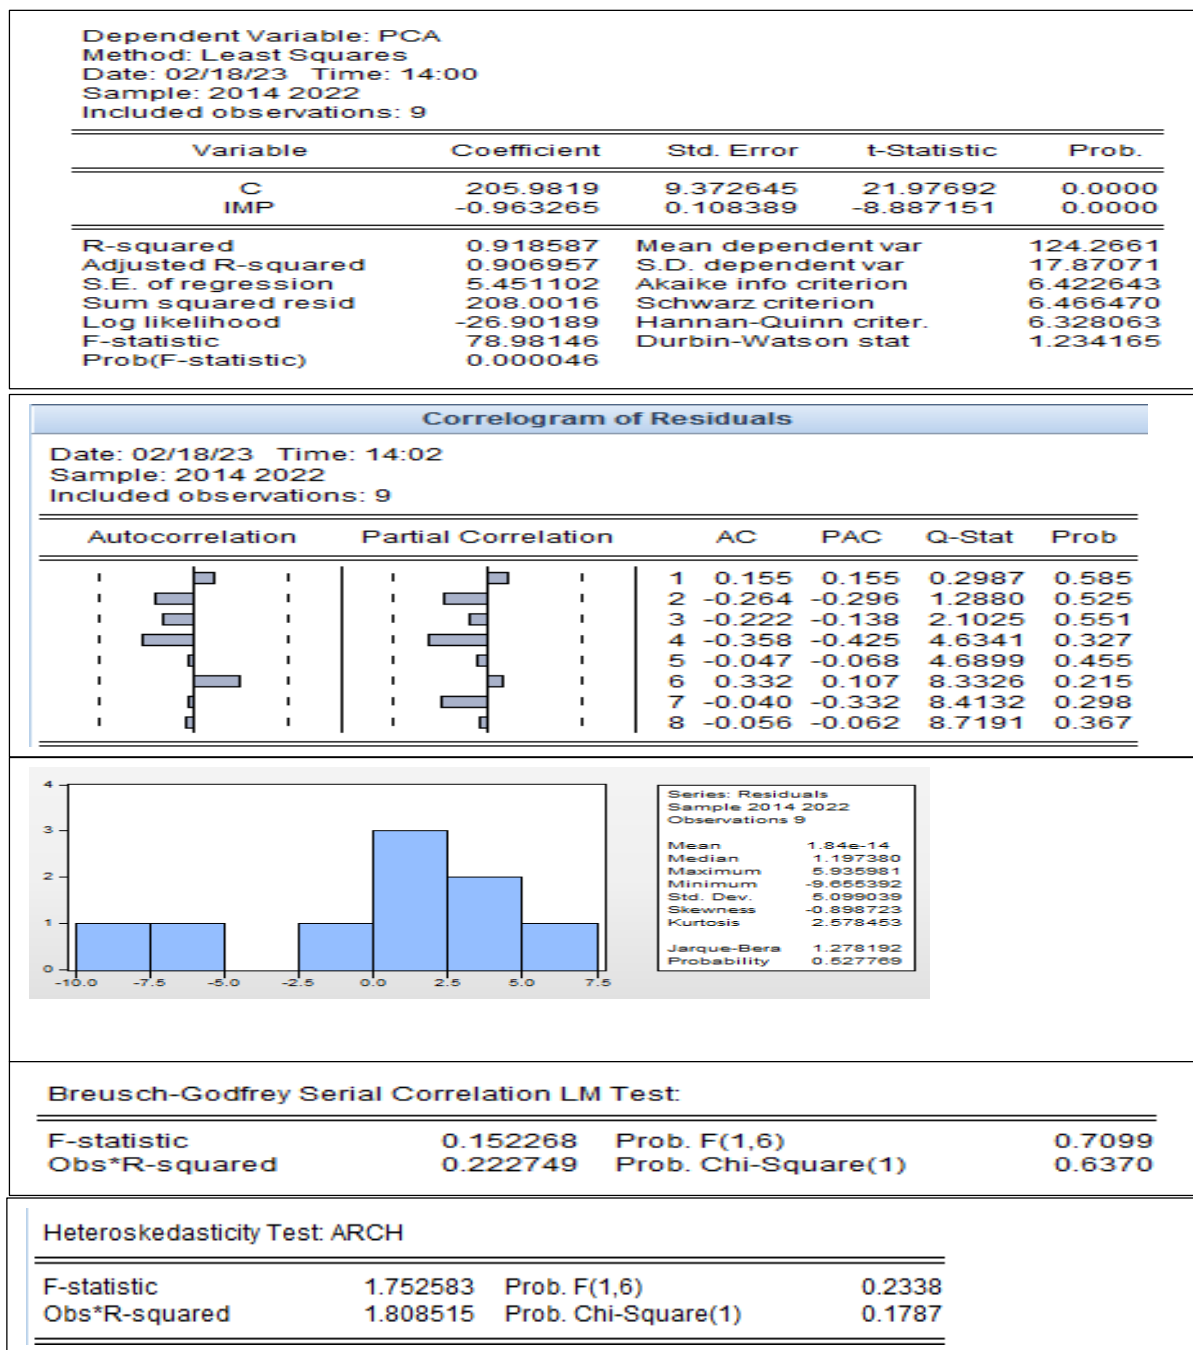 Dependent Variable: PCA
Method: Least Squares
Date: 02/18/23 Time: 14:00
Sample: 2014 2022
Included observations: 9
Variable Coefficient Std. Error t-Statistic Prob.
C 205.9819 9.372645 21.97692 0.0000
IMP -0.963265 0.108389 -8.887151 0.0000
R-squared 0.918587 Mean dependent var 124.2661
Adjusted R-squared 0.906957 S.D. dependent var 17.87071
S.E. of regression 5.451102 Akaike info criterion 6.422643
Sum squared resid 208.0016 Schwarz criterion 6.466470
Log likelihood -26.90189 Hannan-Quinn criter. 6.328063
F-statistic 78.98146 Durbin-Watson stat 1.234165
Prob(F-statistic) 0.000046
Correlogram of Residuals
Date: 02/18/23 Time: 14:02
Sample: 2014 2022
Included observations: 9
Autocorrelation Partial Correlation AC PAC Q-Stat Prob
1 0.155 0.155 0.2987 0.585
2 -0.264 -0.296 1.2880 0.525
3 -0.222 -0.138 2.1025 0.551
4 -0.358 -0.425 4.6341 0.327
5 -0.047 -0.068 4.6899 0.455
6 0.332 0.107 8.3326 0.215
7 -0.040 -0.332 8.4132 0.298
8 -0.056 -0.062 8.7191 0.367
4
3
2
1
0
-10.0 -7.5 -5.0 -2.5 0.0 2.5 5.0 7.5
Series: Residuals
Sample 2014 2022
Observations 9
Mean 1.84e-14
Median 1.197380
Maximum 5.935981
Minimum -9.655392
Std. Dev. 5.099039
Skewness -0.898723
Kurtosis 2.578453
Jarque-Bera 1.278192
Probability 0.527769
Breusch-Godfrey Serial Correlation LM Test:
F-statistic 0.152268 Prob. F(1,6) 0.7099
Obs*R-squared 0.222749 Prob. Chi-Square(1) 0.6370
Heteroskedasticity Test: ARCH
F-statistic 1.752583 Prob. F(1,6) 0.2338
Obs*R-squared 1.808515 Prob. Chi-Square(1) 0.1787